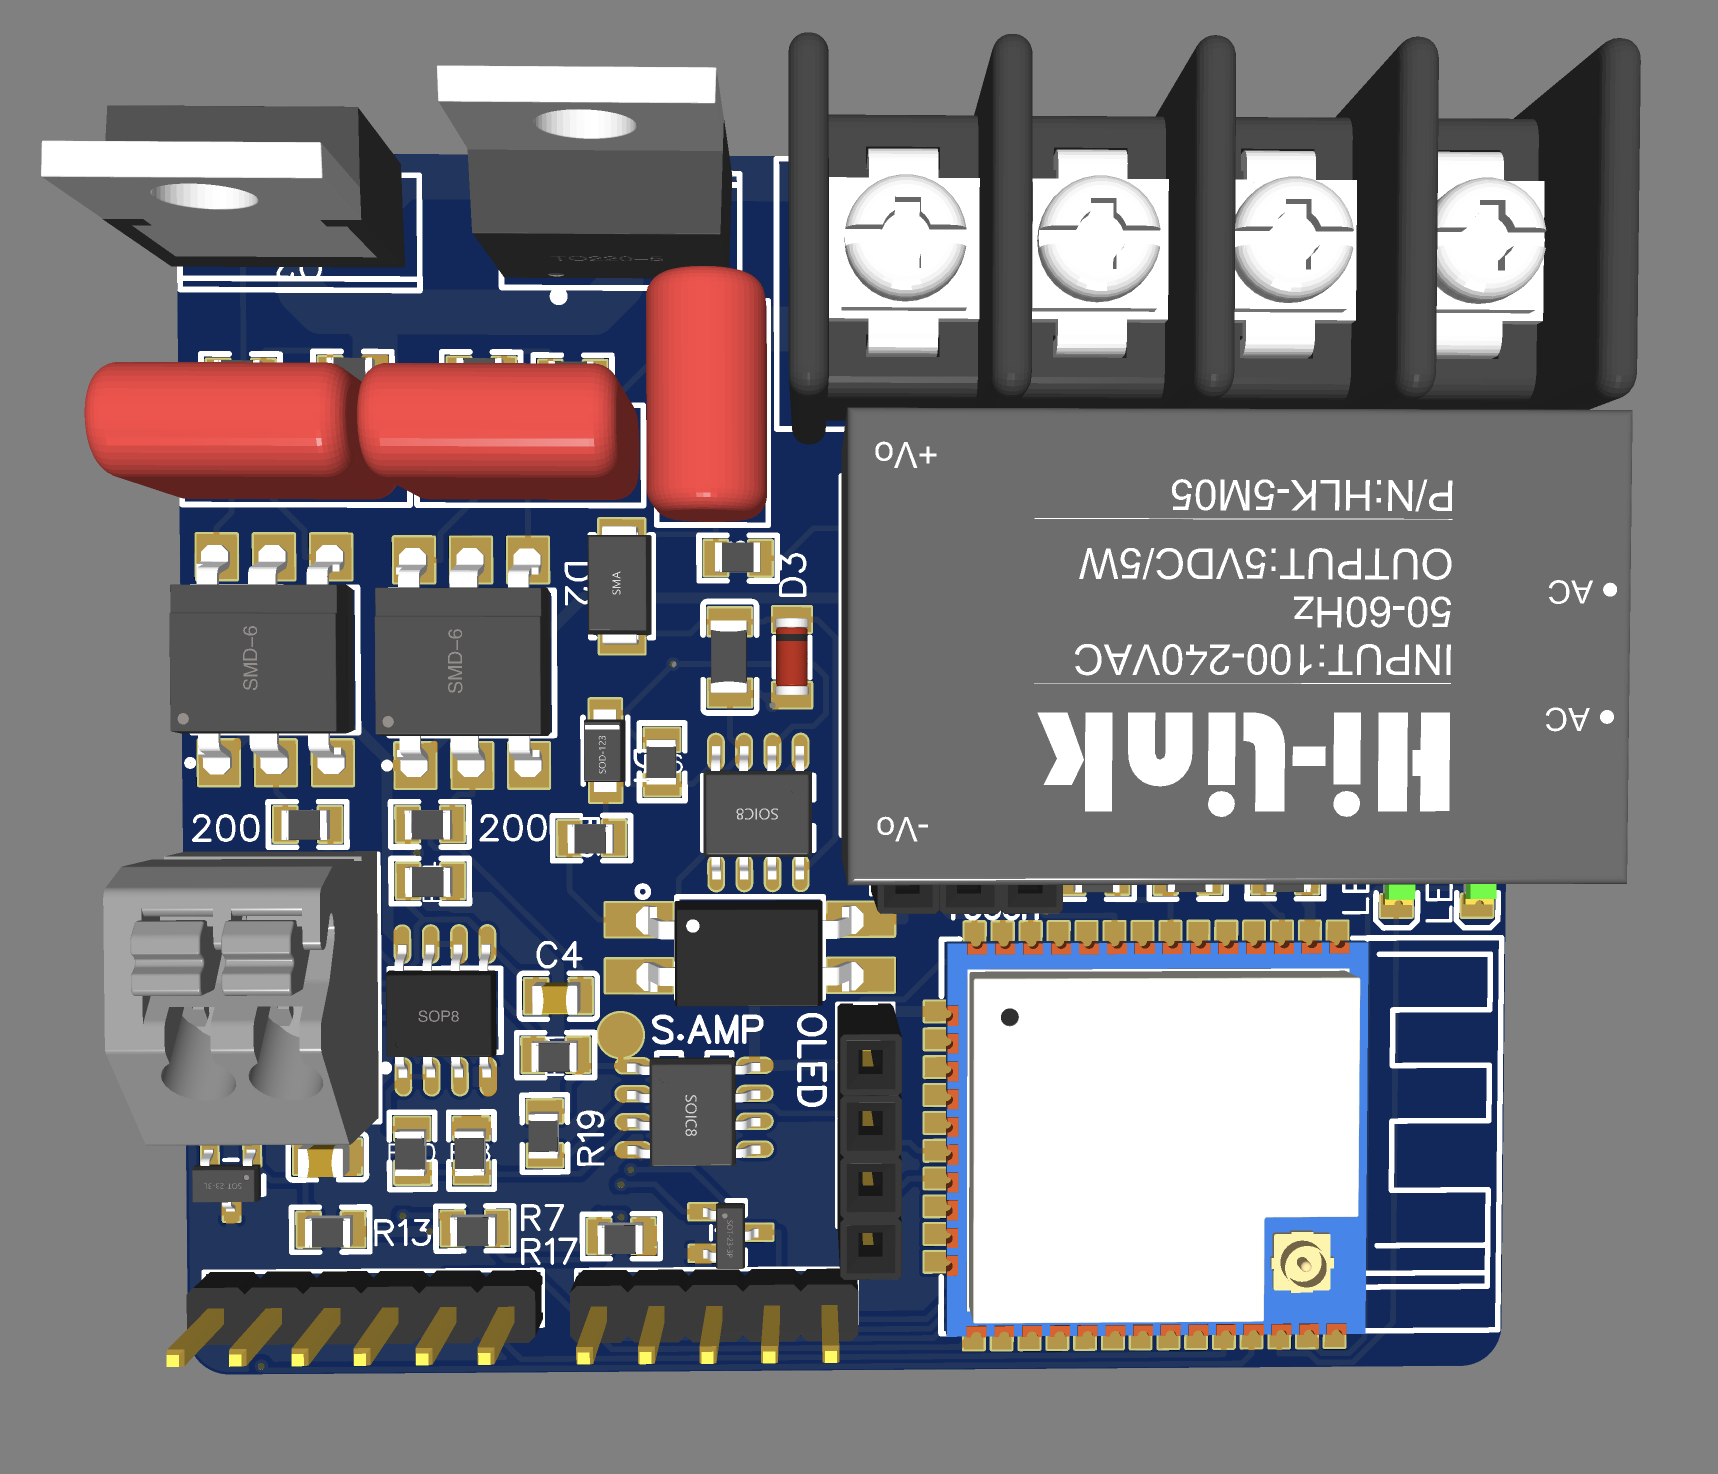 TO220-5
+Vo
P/N:HLK-5M05
OUTPUT:5VDC/5W
50-60Hz
INPUT:100-240VAC
AC
AC
Hi-Link
-Vo
D2
SMA
D3
SMD-6
SMD-6
SOD-123
SOIC8
200
200
C4
SOP8
S.AMP
OLED
SOIC8
R19
SOT 23-3L
R13
R7
R17
SOT-23-3P